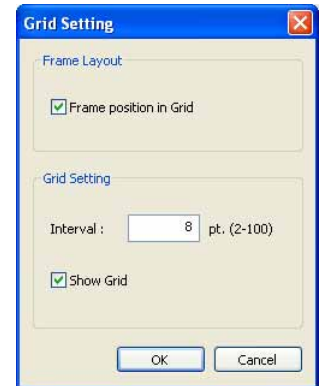 Grid Setting
Frame Layout
Frame position in Grid
Grid Setting
Interval : 8 pt. (2-100)
Show Grid
OK Cancel